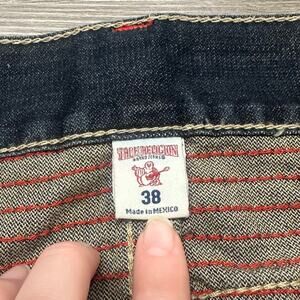 TRUE RELIGION
BRAND JEANS
38
Made in MEXICO